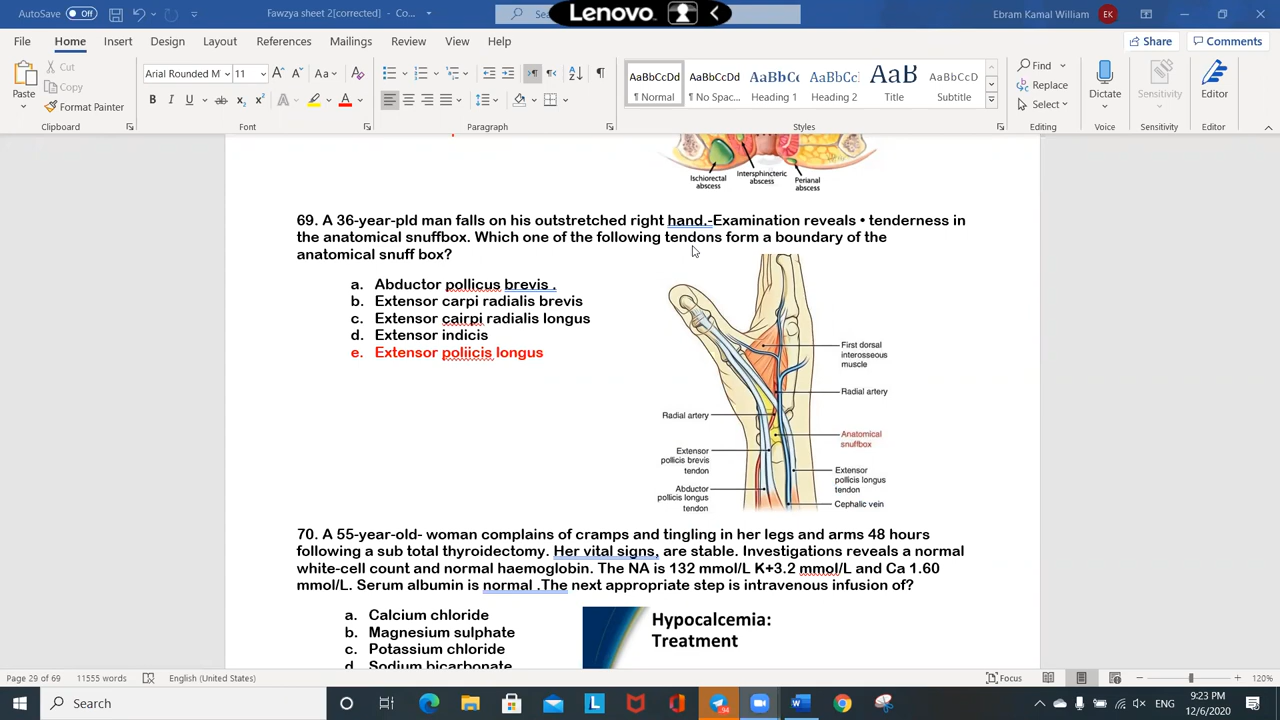 Lenovo
AutoSave Off
Ebram Kamal William EK
File Home Insert Design Layout References Mailings Review View Help Share Comments
Paste Cut Copy Format Painter
Arial Rounded M 11
AaBbCcDd AaBbCcDd AaBbCc AaBbCcI AaB AaBbCcD
¶ Normal ¶ No Spac... Heading 1 Heading 2 Title Subtitle
Find Replace Select Dictate Sensitivity Editor
Clipboard Font Paragraph Styles Editing Voice Sensitivity Editor
Ischiorectal abscess
Intersphincteric abscess
Perianal abscess
69. A 36-year-pld man falls on his outstretched right hand.-Examination reveals • tenderness in
the anatomical snuffbox. Which one of the following tendons form a boundary of the
anatomical snuff box?
a. Abductor pollicus brevis .
b. Extensor carpi radialis brevis
c. Extensor cairpi radialis longus
d. Extensor indicis
e. Extensor poliicis longus
First dorsal
interosseous
muscle
Radial artery
Radial artery
Anatomical
snuffbox
Extensor
pollicis brevis
tendon
Extensor
pollicis longus
tendon
Abductor
pollicis longus
tendon
Cephalic vein
70. A 55-year-old- woman complains of cramps and tingling in her legs and arms 48 hours
following a sub total thyroidectomy. Her vital signs, are stable. Investigations reveals a normal
white-cell count and normal haemoglobin. The NA is 132 mmol/L K+3.2 mmol/L and Ca 1.60
mmol/L. Serum albumin is normal .The next appropriate step is intravenous infusion of?
a. Calcium chloride
b. Magnesium sulphate
c. Potassium chloride
d. Sodium bicarbonate
Hypocalcemia:
Treatment
Page 29 of 69 11555 words English (United States) Focus 120%
Search
94
9:23 PM
12/6/2020